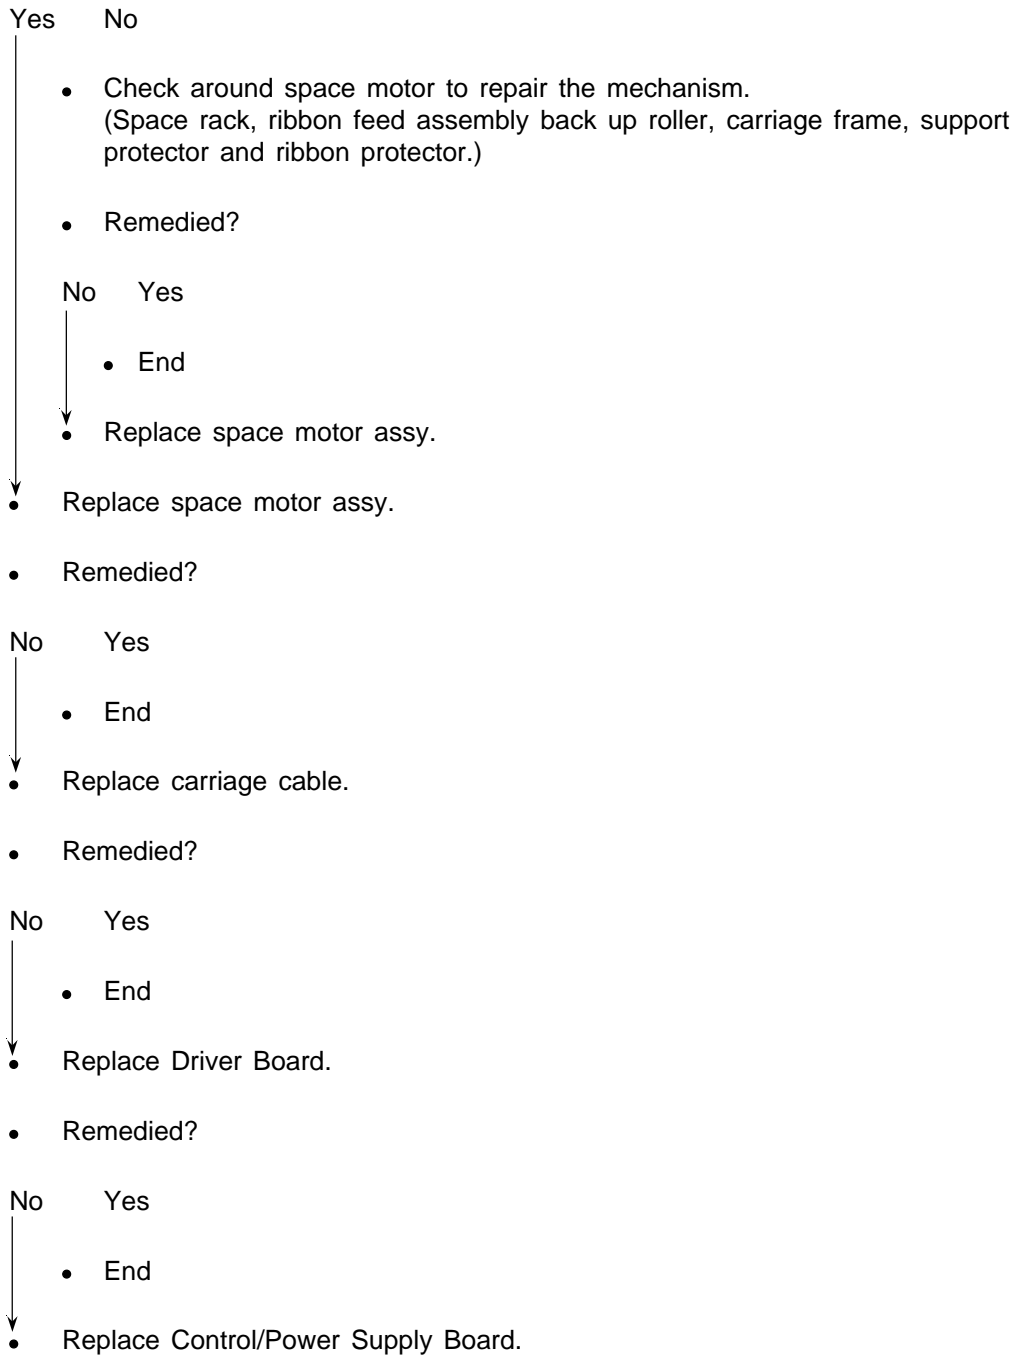 Yes No
• Check around space motor to repair the mechanism.
(Space rack, ribbon feed assembly back up roller, carriage frame, support
protector and ribbon protector.)
• Remedied?
No Yes
• End
• Replace space motor assy.
• Replace space motor assy.
• Remedied?
No Yes
• End
• Replace carriage cable.
• Remedied?
No Yes
• End
• Replace Driver Board.
• Remedied?
No Yes
• End
• Replace Control/Power Supply Board.